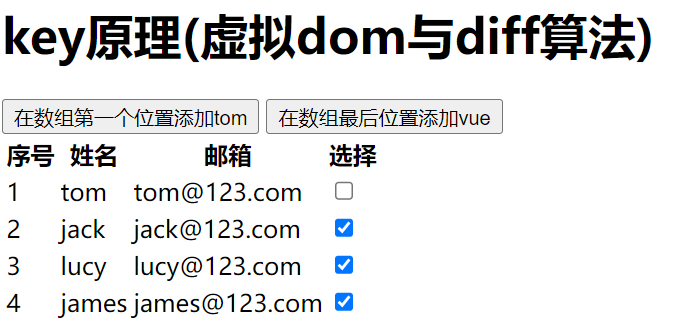 key原理(虚拟dom与diff算法)
在数组第一个位置添加tom 在数组最后位置添加vue
序号 姓名 邮箱 选择
1 tom tom@123.com
2 jack jack@123.com
3 lucy lucy@123.com
4 james james@123.com